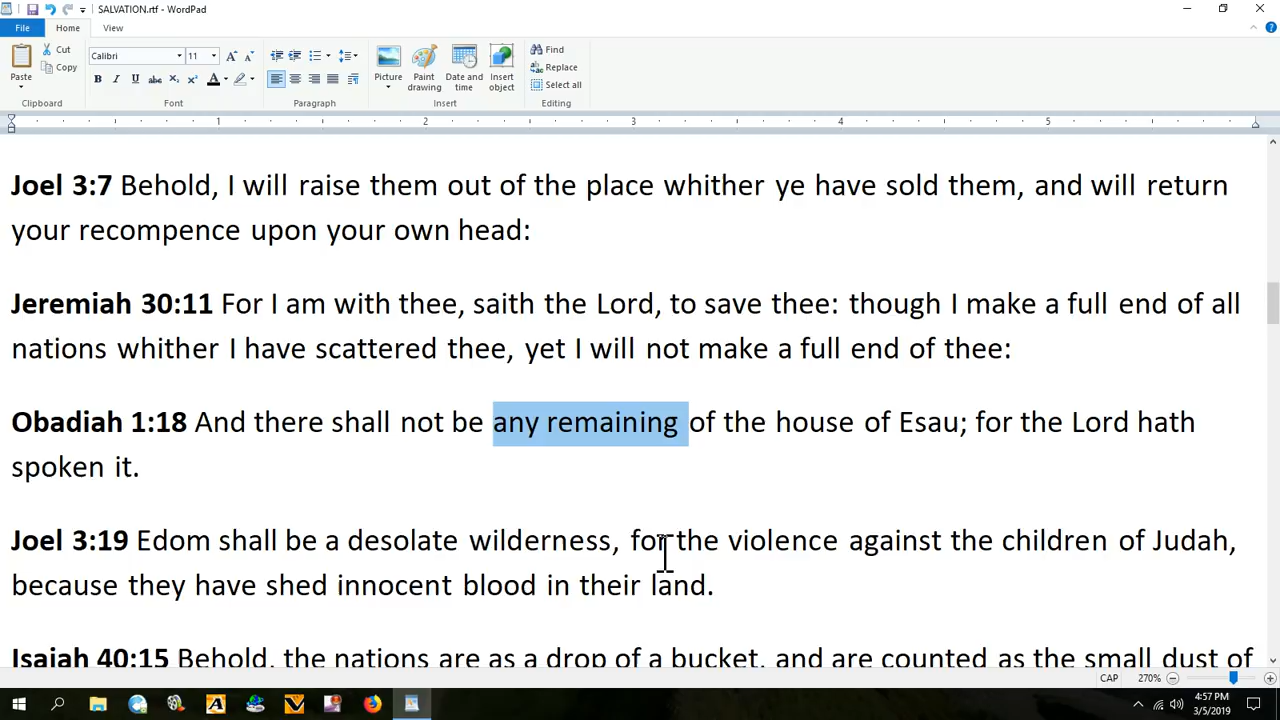 SALVATION.rtf - WordPad
File Home View
Paste Cut Copy Clipboard
Calibri 11 Font
Paragraph
Picture Paint drawing Date and time Insert object Insert
Find Replace Select all Editing
1 2 3 4 5
Joel 3:7 Behold, I will raise them out of the place whither ye have sold them, and will return
your recompence upon your own head:
Jeremiah 30:11 For I am with thee, saith the Lord, to save thee: though I make a full end of all
nations whither I have scattered thee, yet I will not make a full end of thee:
Obadiah 1:18 And there shall not be any remaining of the house of Esau; for the Lord hath
spoken it.
Joel 3:19 Edom shall be a desolate wilderness, for the violence against the children of Judah,
because they have shed innocent blood in their land.
Isaiah 40:15 Behold, the nations are as a drop of a bucket, and are counted as the small dust of
CAP 270%
4:57 PM
3/5/2019